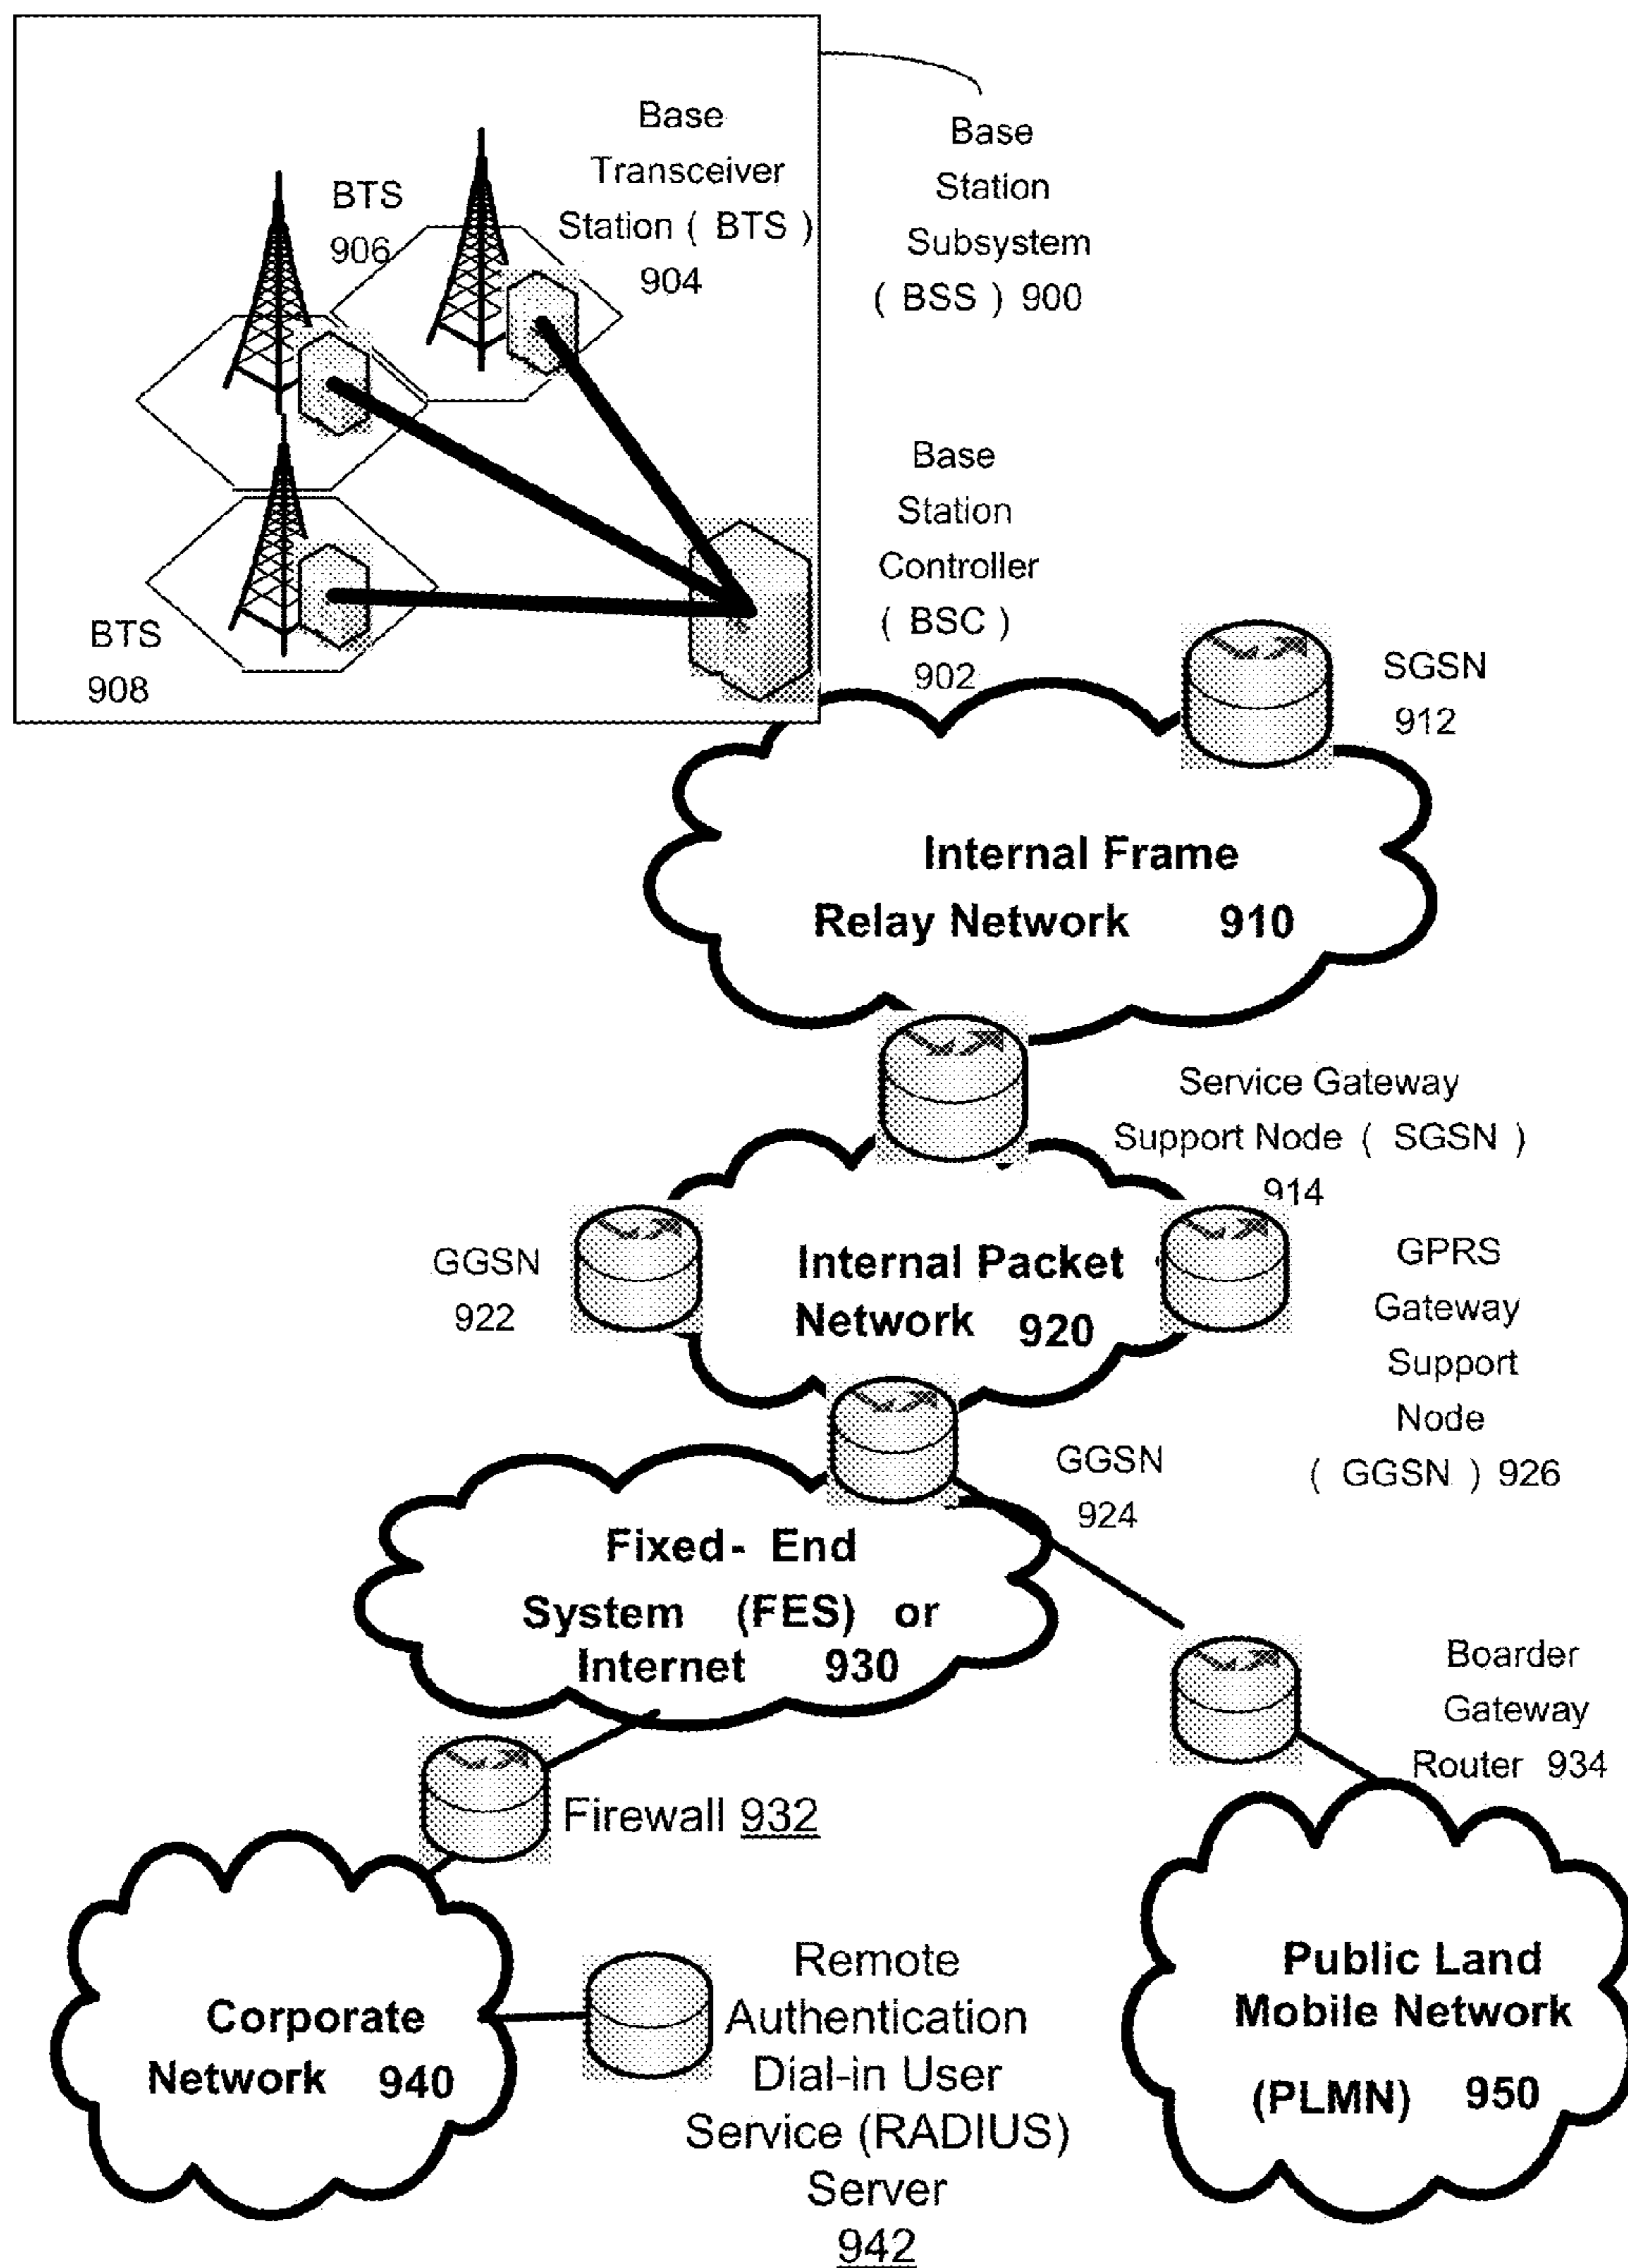 Base
Transceiver
Station ( BTS )
904
BTS
906
BTS
908
Base
Station
Subsystem
( BSS ) 900
Base
Station
Controller
( BSC )
902
SGSN
912
Internal Frame
Relay Network 910
Service Gateway
Support Node ( SGSN )
914
GGSN
922
Internal Packet
Network 920
GPRS
Gateway
Support
Node
( GGSN ) 926
GGSN
924
Fixed- End
System (FES) or
Internet 930
Boarder
Gateway
Router 934
Firewall 932
Corporate
Network 940
Remote
Authentication
Dial-in User
Service (RADIUS)
Server
942
Public Land
Mobile Network
(PLMN) 950